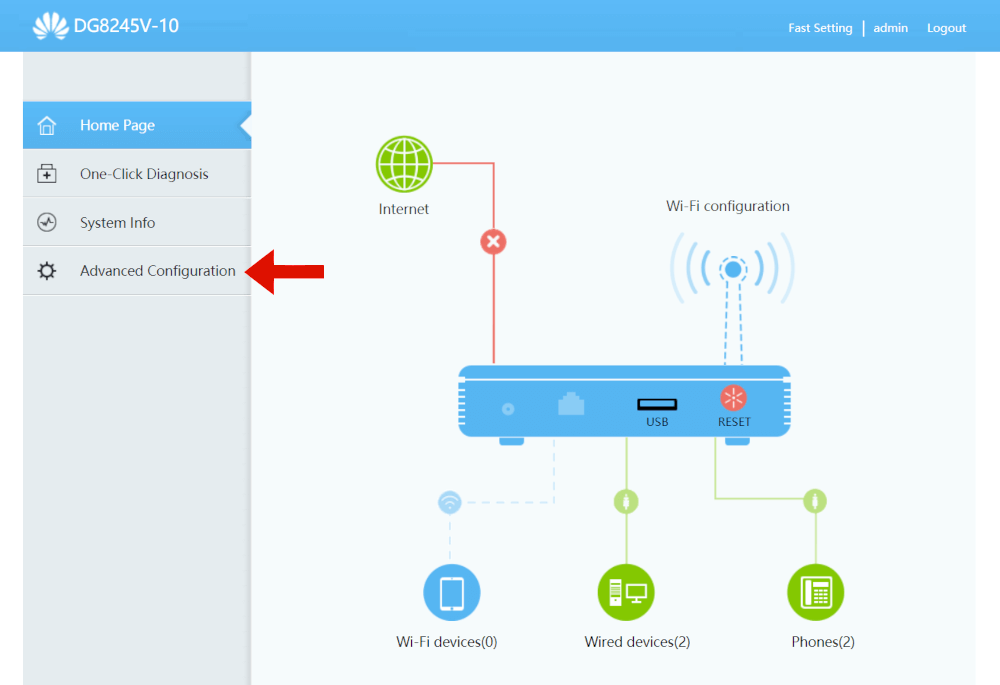 DG8245V-10
Fast Setting | admin Logout
Home Page
One-Click Diagnosis
System Info
Advanced Configuration
Internet
Wi-Fi configuration
USB
RESET
Wi-Fi devices(0)
Wired devices(2)
Phones(2)